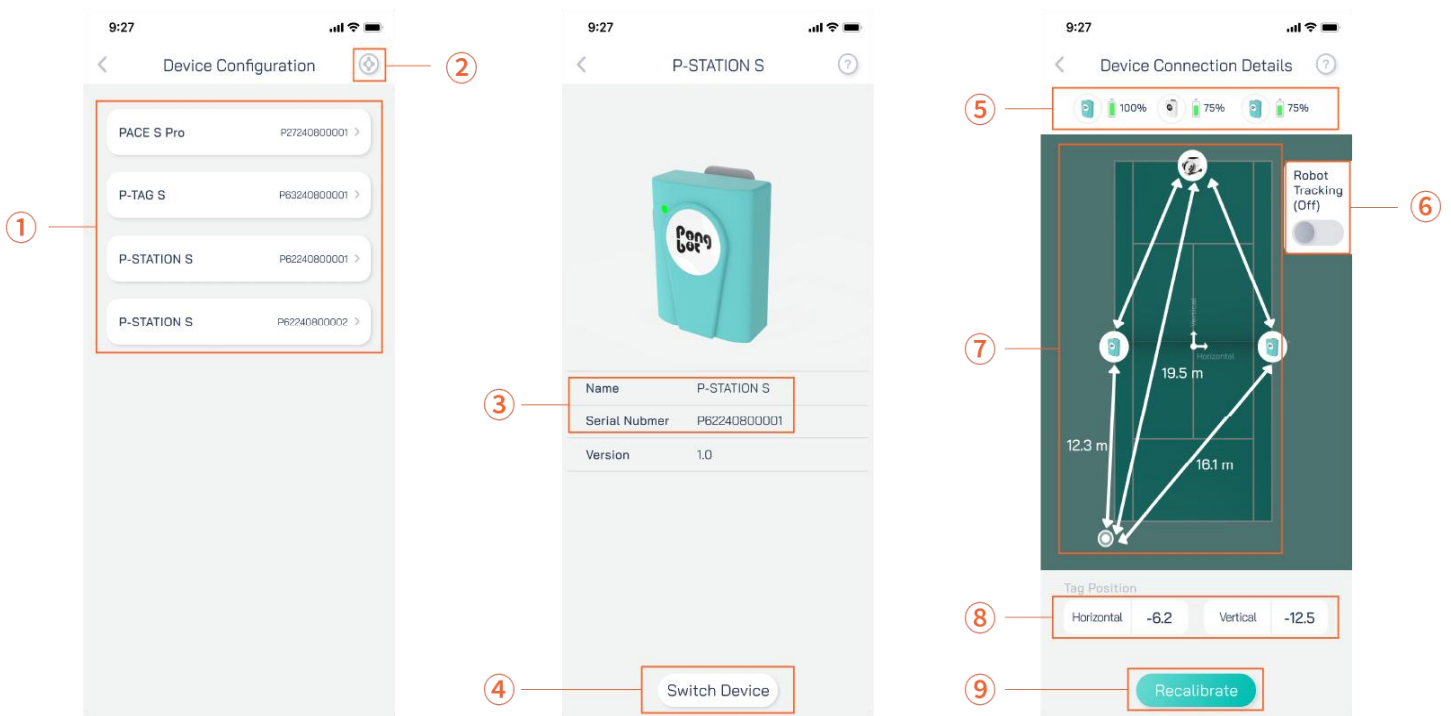 9:27
Device Configuration
②
①
PACE S Pro P27240800001 >
P-TAG S P63240800001 >
P-STATION S P62240800001 >
P-STATION S P62240800002 >
9:27
P-STATION S ?
Pong
bot
③
Name P-STATION S
Serial Nubmer P62240800001
Version 1.0
④
Switch Device
9:27
Device Connection Details ?
⑤
100% 75% 75%
Robot
Tracking
(Off)
⑥
⑦
Vertical
Horizontal
19.5 m
12.3 m
16.1 m
Tag Position
⑧
Horizontal -6.2 Vertical -12.5
⑨
Recalibrate